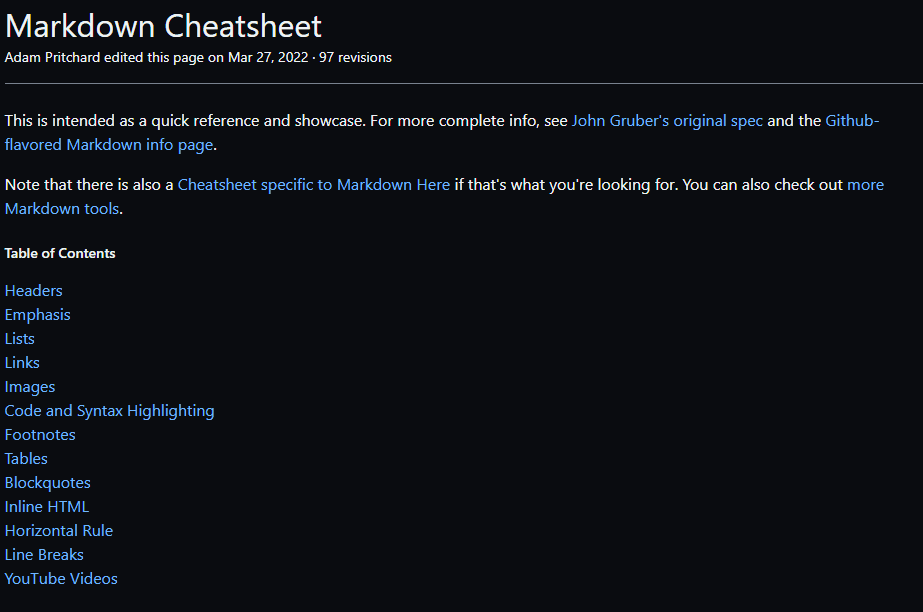 Markdown Cheatsheet
Adam Pritchard edited this page on Mar 27, 2022 · 97 revisions
This is intended as a quick reference and showcase. For more complete info, see John Gruber's original spec and the Github-
flavored Markdown info page.
Note that there is also a Cheatsheet specific to Markdown Here if that's what you're looking for. You can also check out more
Markdown tools.
Table of Contents
Headers
Emphasis
Lists
Links
Images
Code and Syntax Highlighting
Footnotes
Tables
Blockquotes
Inline HTML
Horizontal Rule
Line Breaks
YouTube Videos